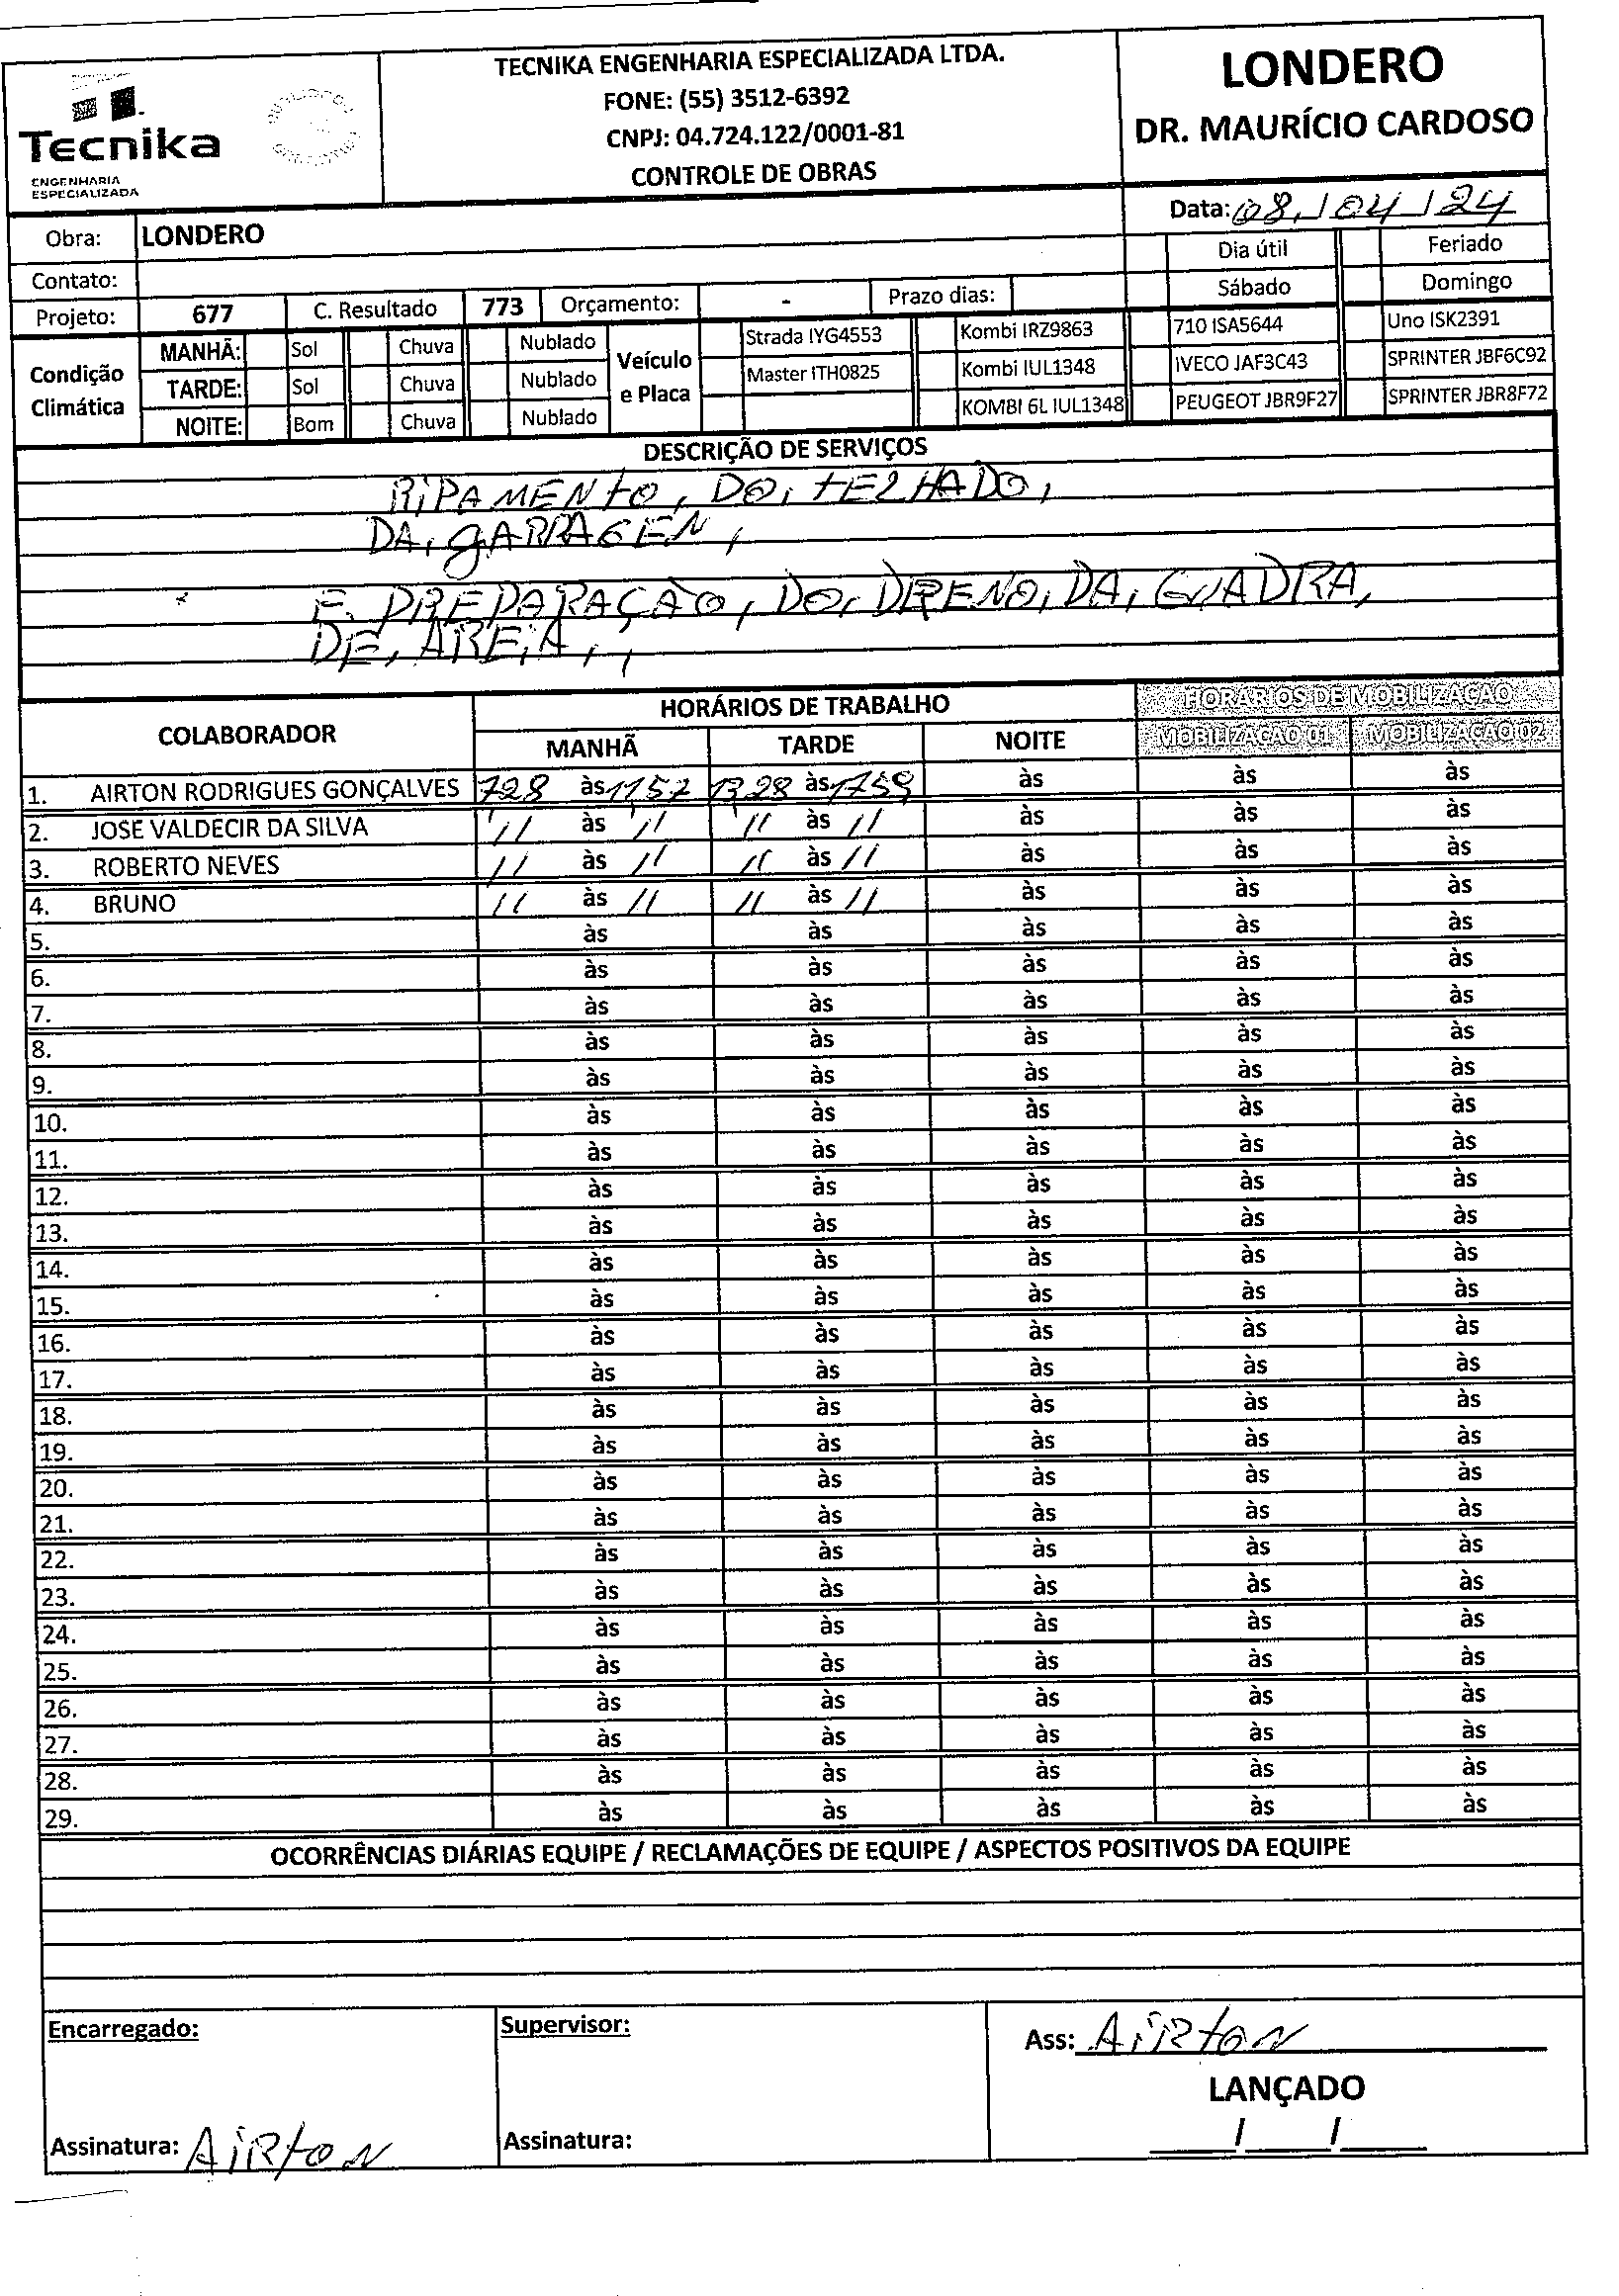 Tecnika
ENGENHARIA
ESPECIALIZADA
TECNIKA ENGENHARIA ESPECIALIZADA LTDA.
FONE: (55) 3512-6392
CNPJ: 04.724.122/0001-81
CONTROLE DE OBRAS
LONDERO
DR. MAURÍCIO CARDOSO
Data: 08/04/24
Obra: LONDERO
Dia útil Feriado
Contato:
Sábado Domingo
Projeto: 677 C. Resultado 773 Orçamento: - Prazo dias:
Condição Climática
MANHÃ: Sol Chuva Nublado
TARDE: Sol Chuva Nublado
NOITE: Bom Chuva Nublado
Veículo e Placa
Strada IYG4553 Kombi IRZ9863 710 ISA5644 Uno ISK2391
Master ITH0825 Kombi IUL1348 IVECO JAF3C43 SPRINTER JBF6C92
KOMBI 6L IUL1348 PEUGEOT JBR9F27 SPRINTER JBR8F72
DESCRIÇÃO DE SERVIÇOS
RIPAMENTO, DO, TELHADO,
DA, GARRAGEN,
E. PREPARAÇÃO, DO, DRENO, DA, GUADRA,
DE, AREIA, ,
COLABORADOR HORÁRIOS DE TRABALHO HORÁRIOS DE MOBILIZAÇÃO
MANHÃ TARDE NOITE MOBILIZAÇÃO 01 MOBILIZAÇÃO 02
1. AIRTON RODRIGUES GONÇALVES 728 às 1157 1328 às 1759 às às às
2. JOSE VALDECIR DA SILVA '' às '' '' às '' às às às
3. ROBERTO NEVES '' às '' '' às '' às às às
4. BRUNO '' às '' '' às '' às às às
5. às às às às às
6. às às às às às
7. às às às às às
8. às às às às às
9. às às às às às
10. às às às às às
11. às às às às às
12. às às às às às
13. às às às às às
14. às às às às às
15. às às às às às
16. às às às às às
17. às às às às às
18. às às às às às
19. às às às às às
20. às às às às às
21. às às às às às
22. às às às às às
23. às às às às às
24. às às às às às
25. às às às às às
26. às às às às às
27. às às às às às
28. às às às às às
29. às às às às às
OCORRÊNCIAS DIÁRIAS EQUIPE / RECLAMAÇÕES DE EQUIPE / ASPECTOS POSITIVOS DA EQUIPE
Encarregado:
Assinatura: AiRtoN
Supervisor:
Assinatura:
Ass: AiRtoN
LANÇADO
___/___/___